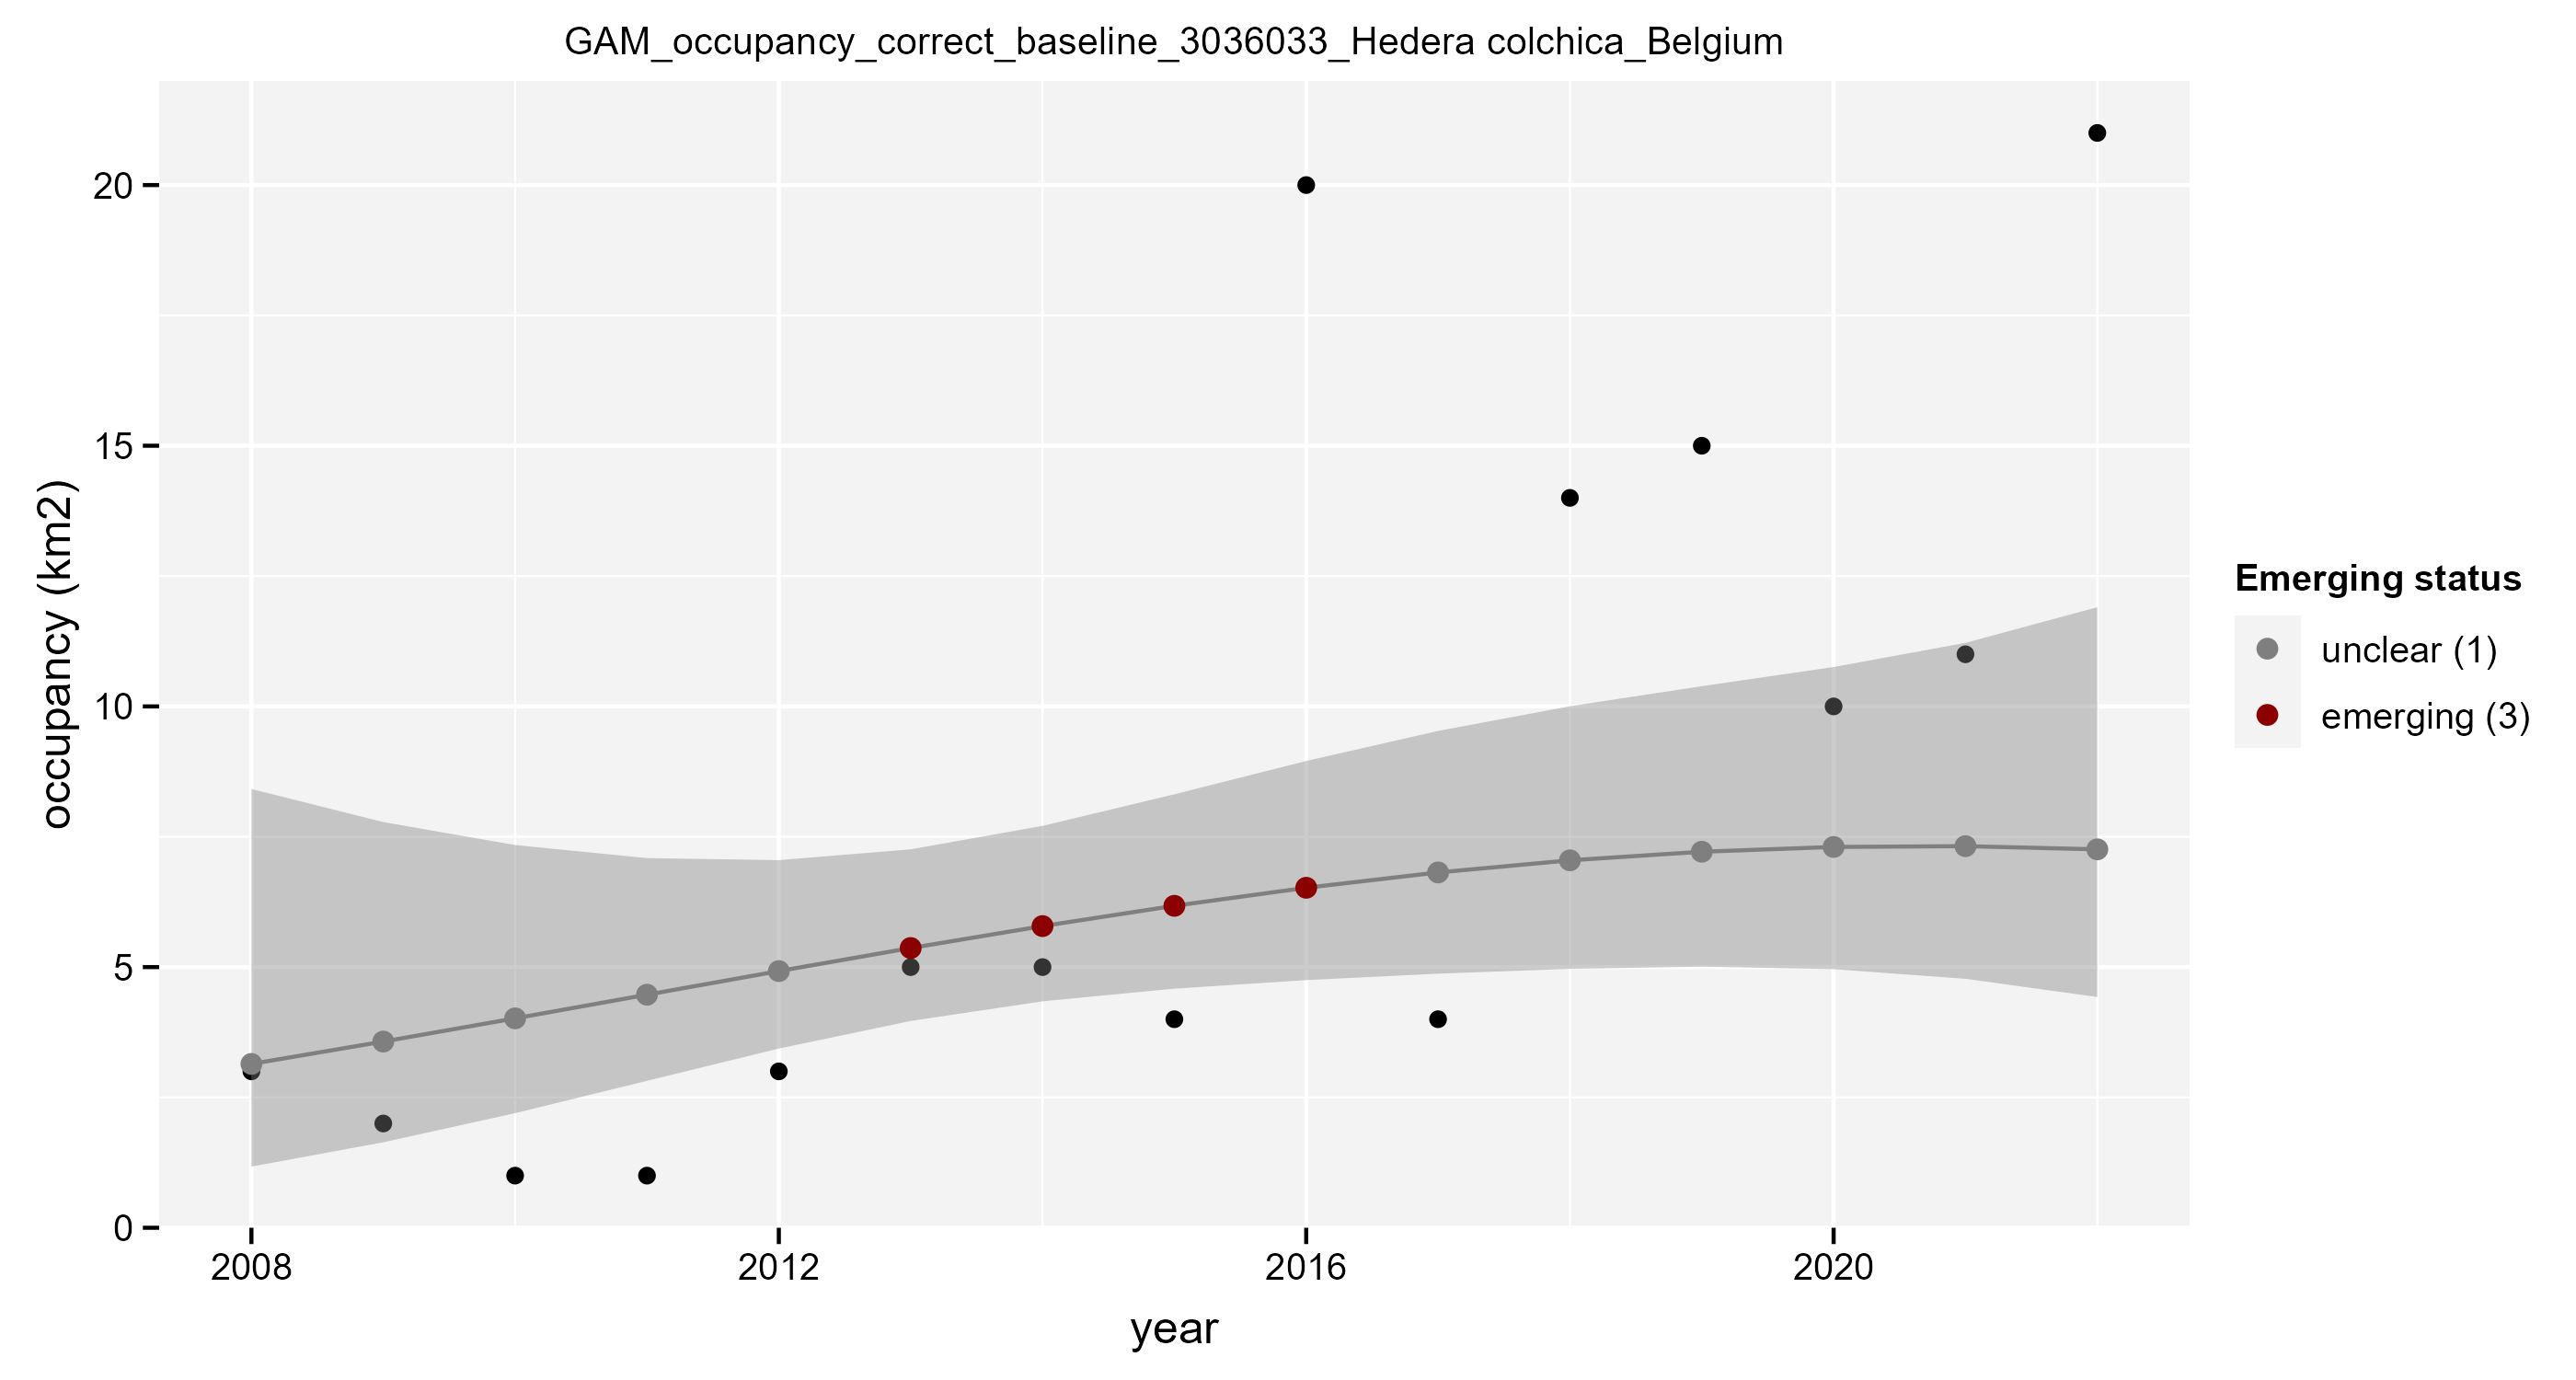 GAM_occupancy_correct_baseline_3036033_Hedera colchica_Belgium
occupancy (km2)
20
15
10
5
0
2008
2012
2016
2020
year
Emerging status
unclear (1)
emerging (3)